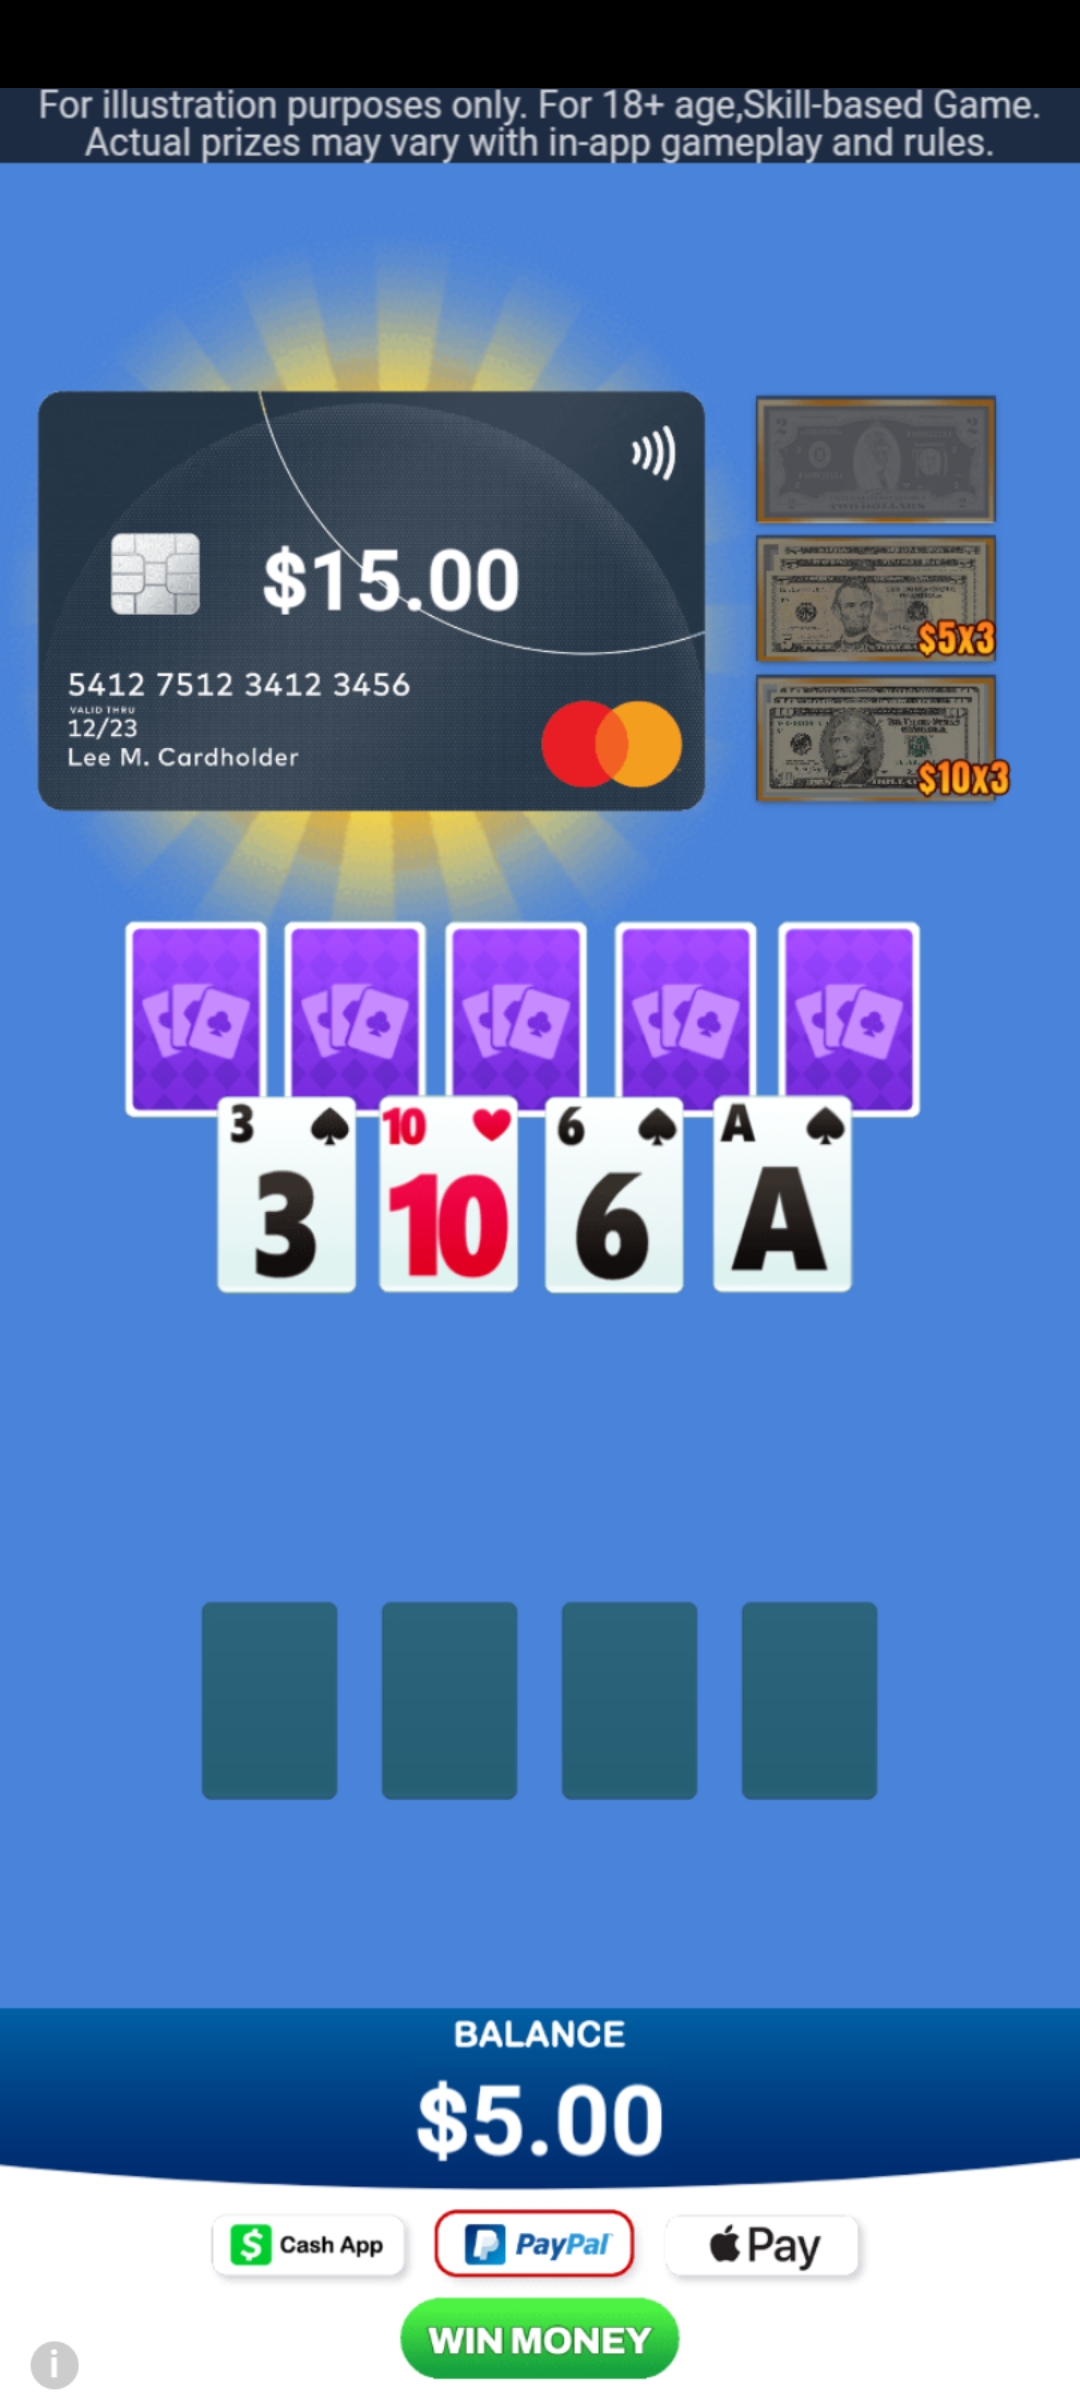 For illustration purposes only. For 18+ age,Skill-based Game.
Actual prizes may vary with in-app gameplay and rules.
$15.00
5412 7512 3412 3456
VALID THRU
12/23
Lee M. Cardholder
$5x3
$10x3
3
10
6
A
3
10
6
A
BALANCE
$5.00
Cash App
PayPal
Pay
WIN MONEY
i